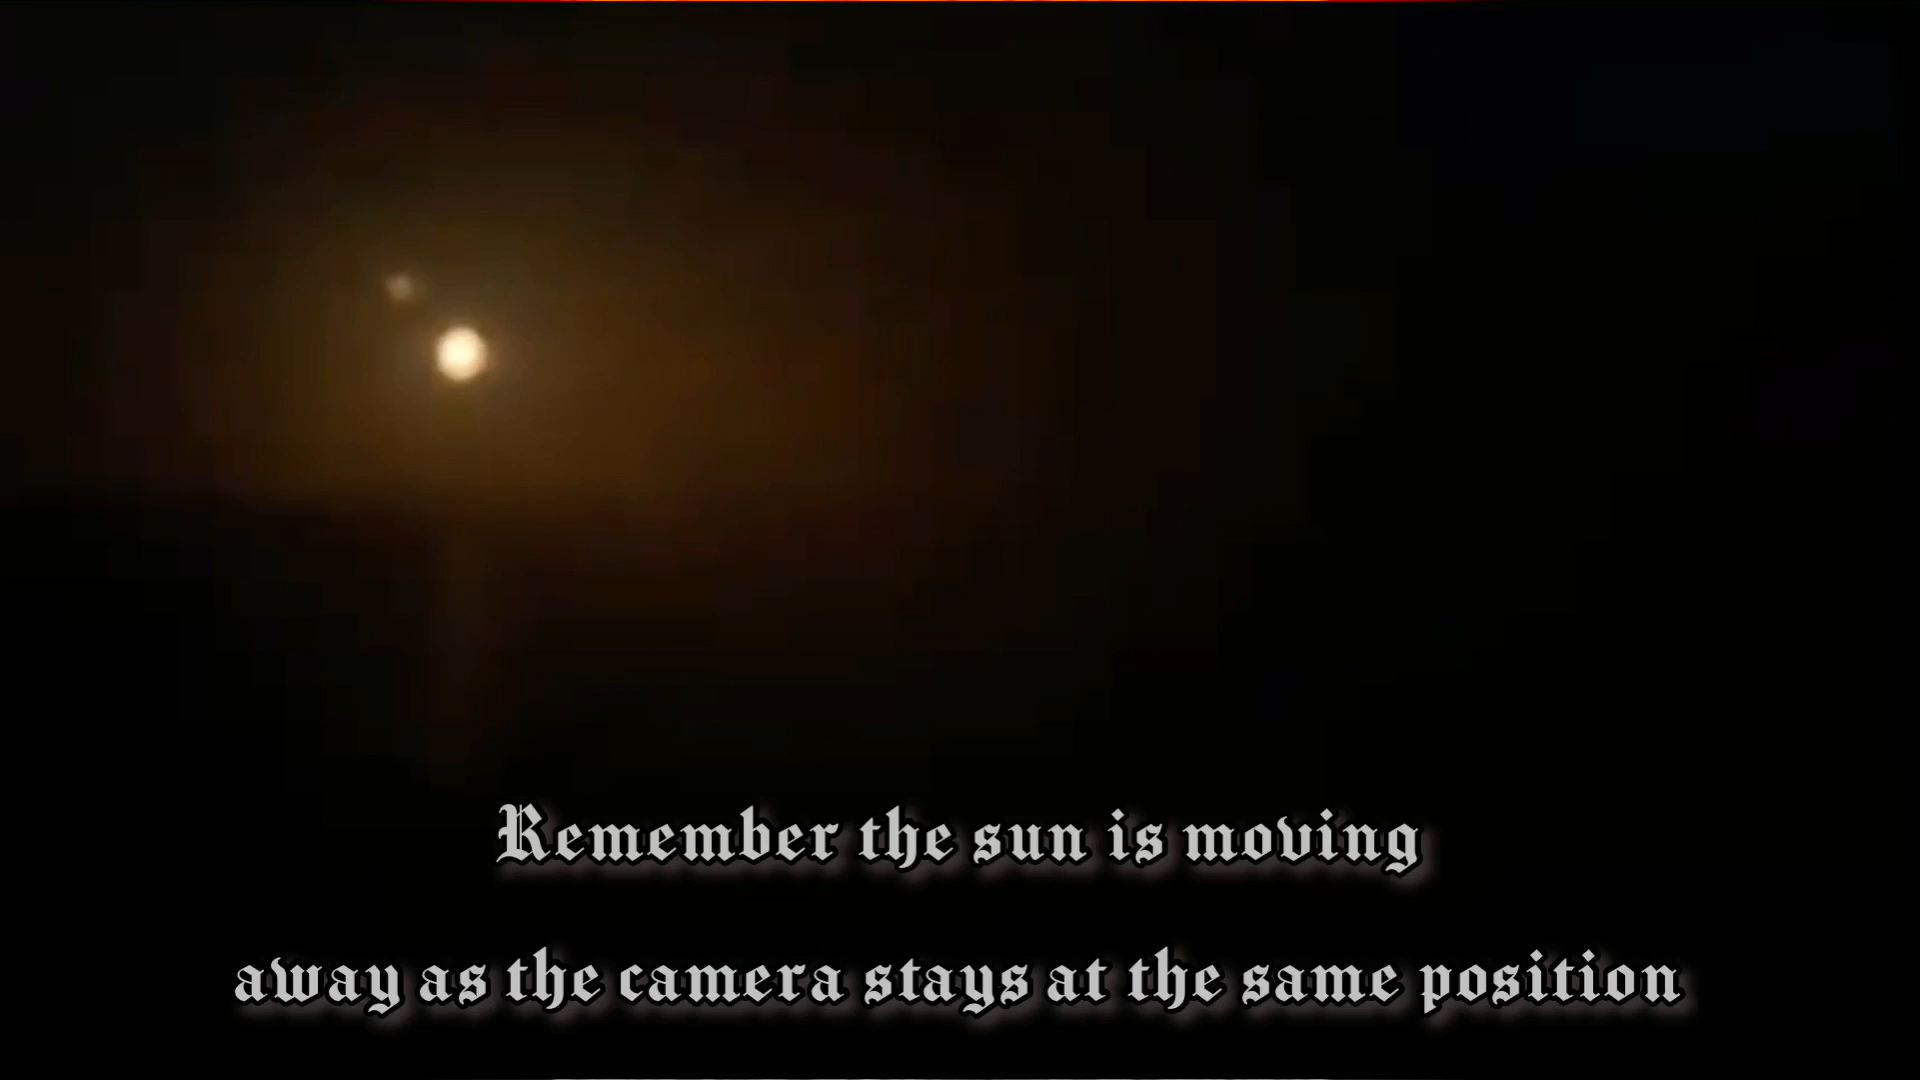 Remember the sun is moving
away as the camera stays at the same position